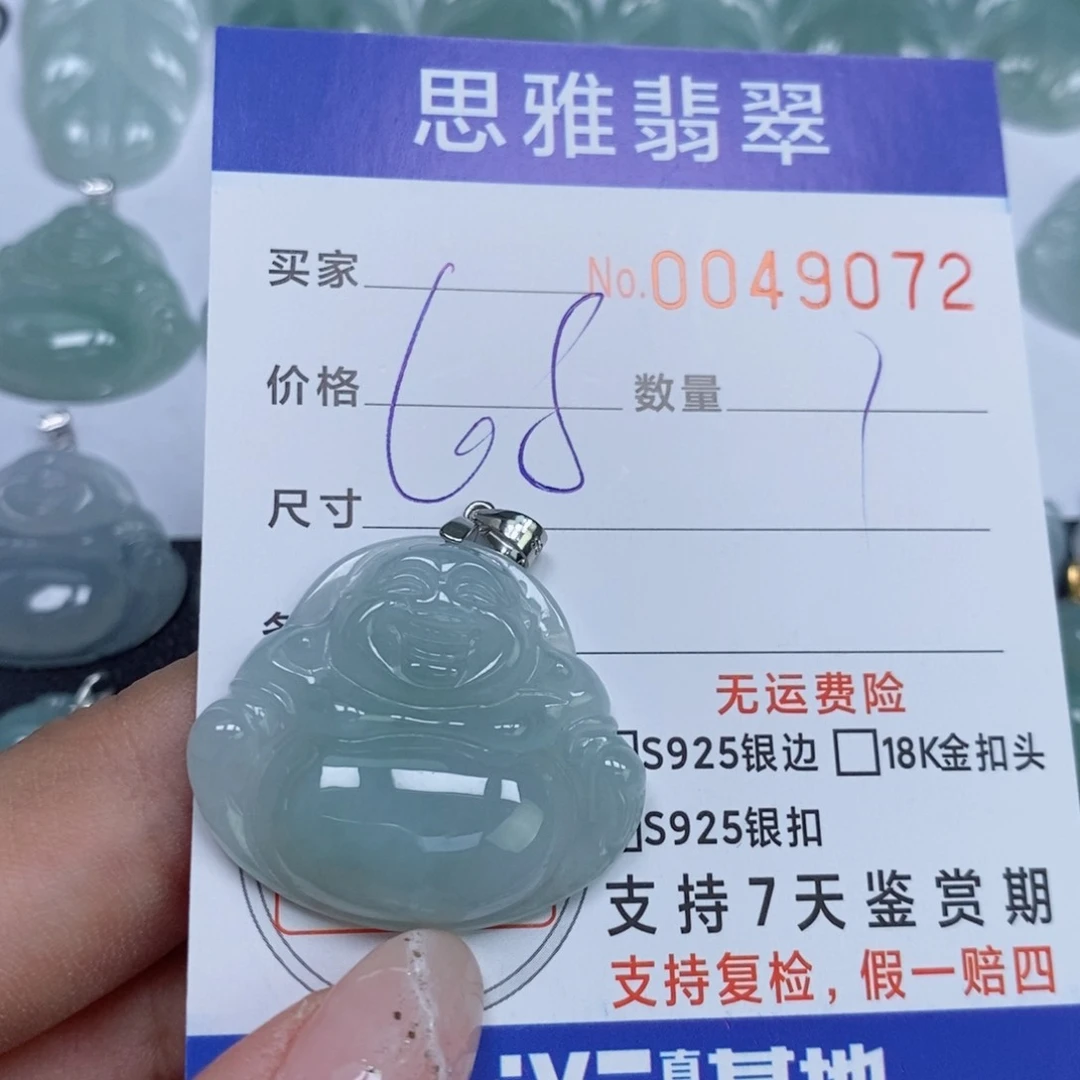 思雅翡翠
买家 No.0049072
价格 68 数量 1
尺寸
无运费险
S925银边 18K金扣头
S925银扣
支持7天鉴赏期
支持复检,假一赔四
基地